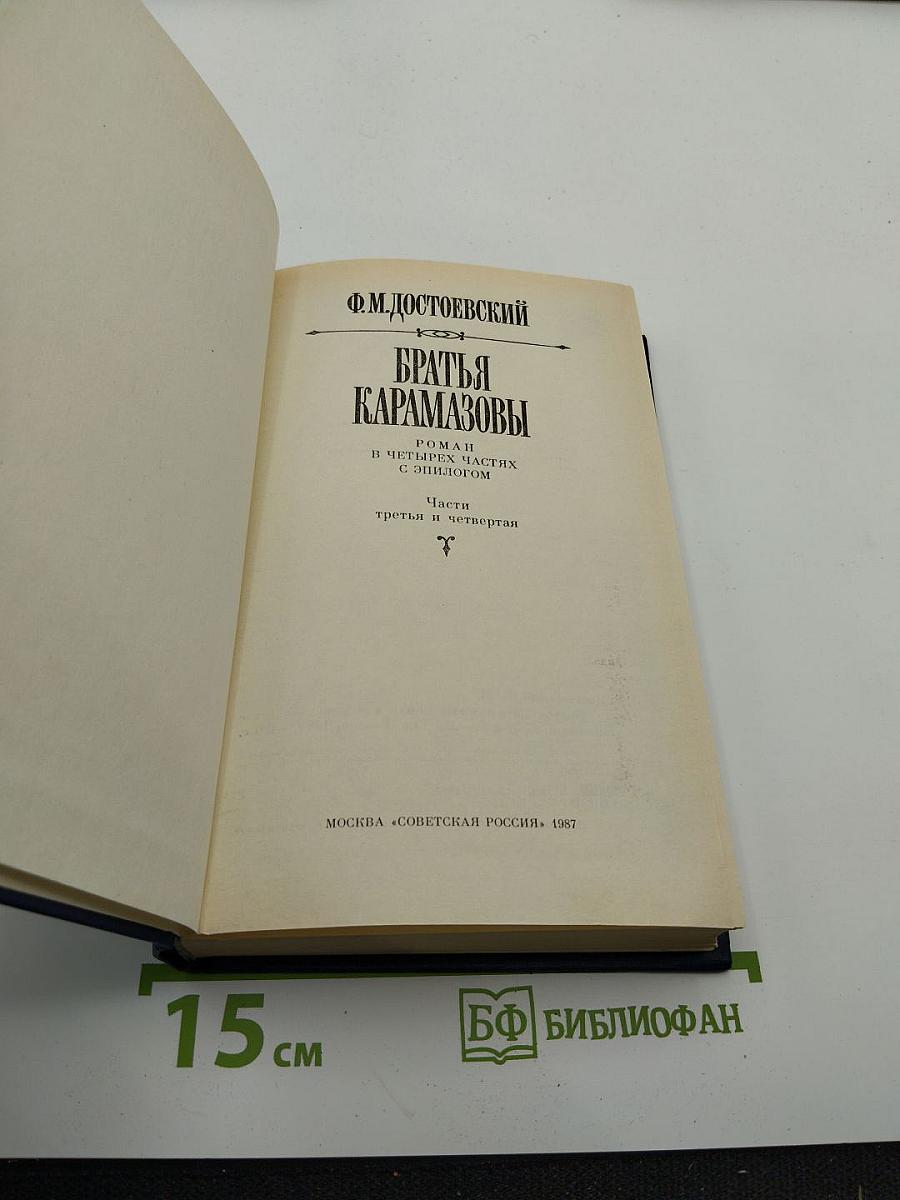 Ф.М.ДОСТОЕВСКИЙ
БРАТЬЯ
КАРАМАЗОВЫ
РОМАН
В ЧЕТЫРЕХ ЧАСТЯХ
С ЭПИЛОГОМ
Части
третья и четвертая
МОСКВА «СОВЕТСКАЯ РОССИЯ» 1987
15 см
БФ БИБЛИОФАН